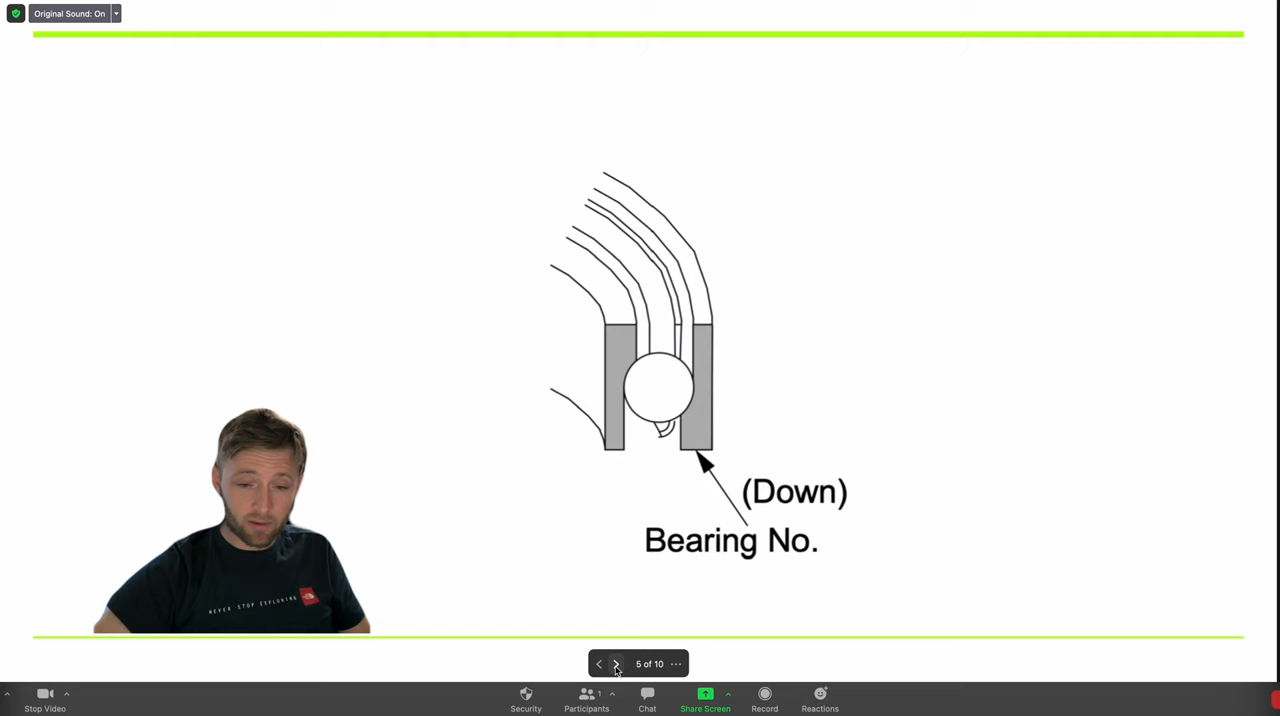 Original Sound: On
(Down)
Bearing No.
NEVER STOP EXPLORING
5 of 10
Stop Video
Security
Participants
1
Chat
Share Screen
Record
Reactions